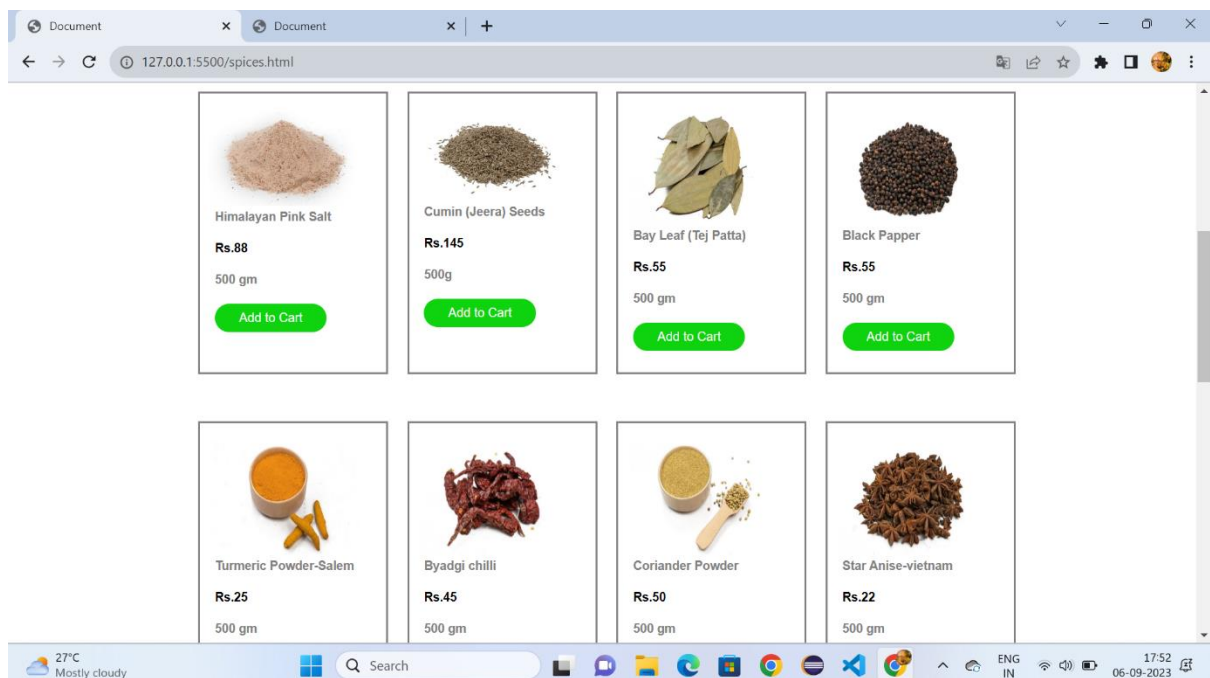 Document
Document
127.0.0.1:5500/spices.html
Himalayan Pink Salt
Rs.88
500 gm
Add to Cart
Cumin (Jeera) Seeds
Rs.145
500g
Add to Cart
Bay Leaf (Tej Patta)
Rs.55
500 gm
Add to Cart
Black Papper
Rs.55
500 gm
Add to Cart
Turmeric Powder-Salem
Rs.25
500 gm
Byadgi chilli
Rs.45
500 gm
Coriander Powder
Rs.50
500 gm
Star Anise-vietnam
Rs.22
500 gm
27°C
Mostly cloudy
Search
ENG
IN
17:52
06-09-2023